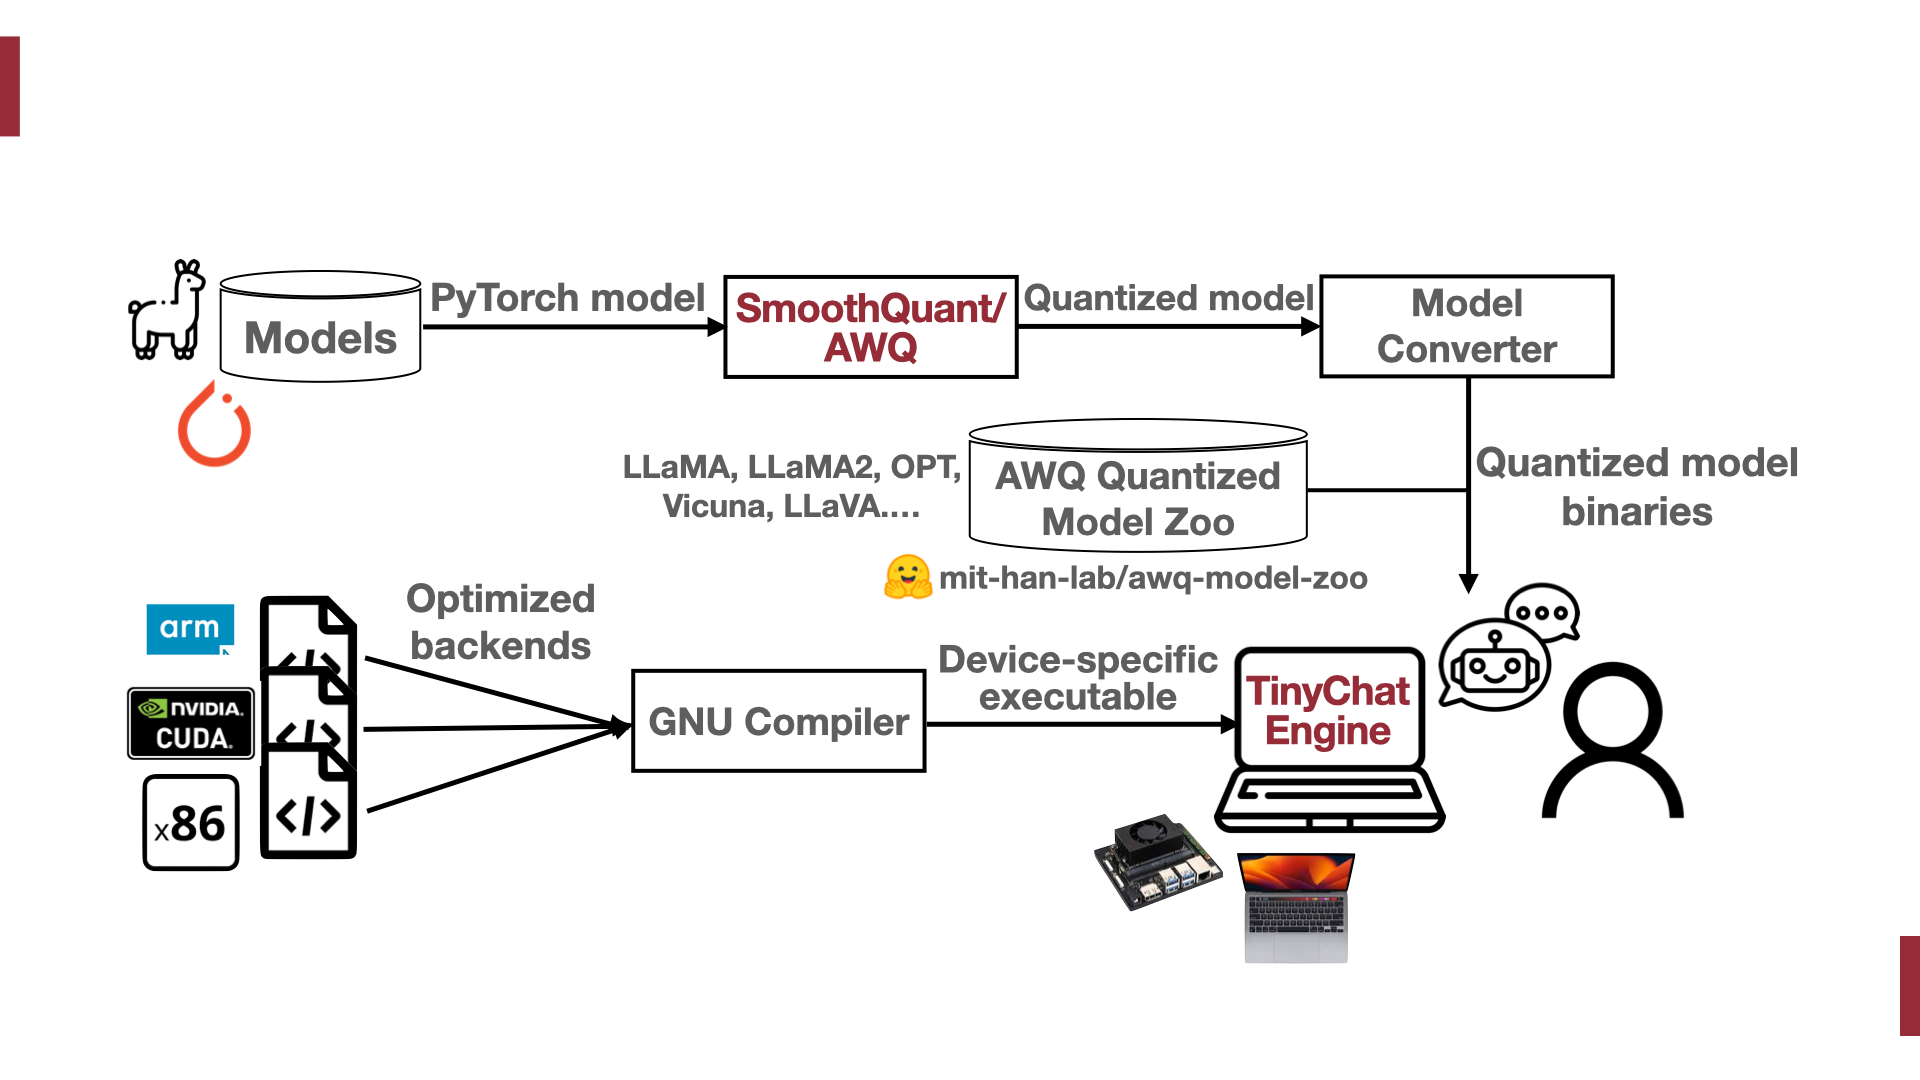 Models
PyTorch model
SmoothQuant/
AWQ
Quantized model
Model
Converter
LLaMA, LLaMA2, OPT,
Vicuna, LLaVA....
AWQ Quantized
Model Zoo
Quantized model
binaries
mit-han-lab/awq-model-zoo
arm
NVIDIA.
CUDA.
x86
</>
</>
</>
Optimized
backends
GNU Compiler
Device-specific
executable
TinyChat
Engine